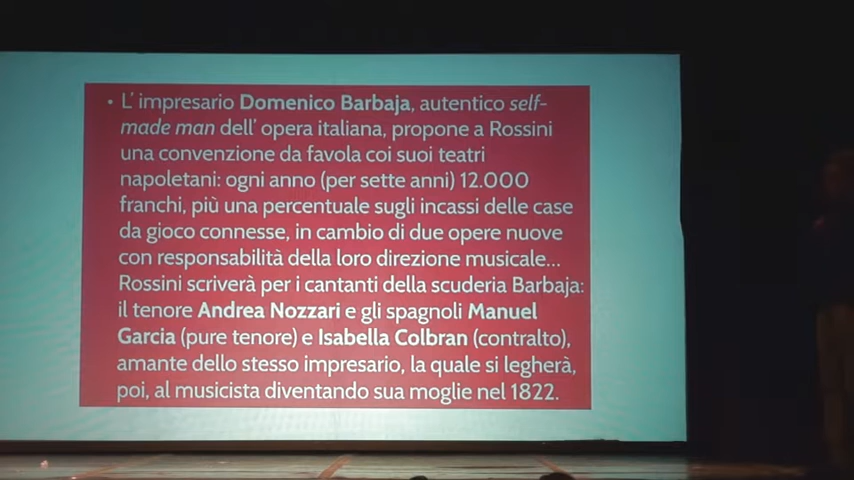 • L' impresario Domenico Barbaja, autentico self-
made man dell' opera italiana, propone a Rossini
una convenzione da favola coi suoi teatri
napoletani: ogni anno (per sette anni) 12.000
franchi, più una percentuale sugli incassi delle case
da gioco connesse, in cambio di due opere nuove
con responsabilità della loro direzione musicale...
Rossini scriverà per i cantanti della scuderia Barbaja:
il tenore Andrea Nozzari e gli spagnoli Manuel
Garcia (pure tenore) e Isabella Colbran (contralto),
amante dello stesso impresario, la quale si legherà,
poi, al musicista diventando sua moglie nel 1822.